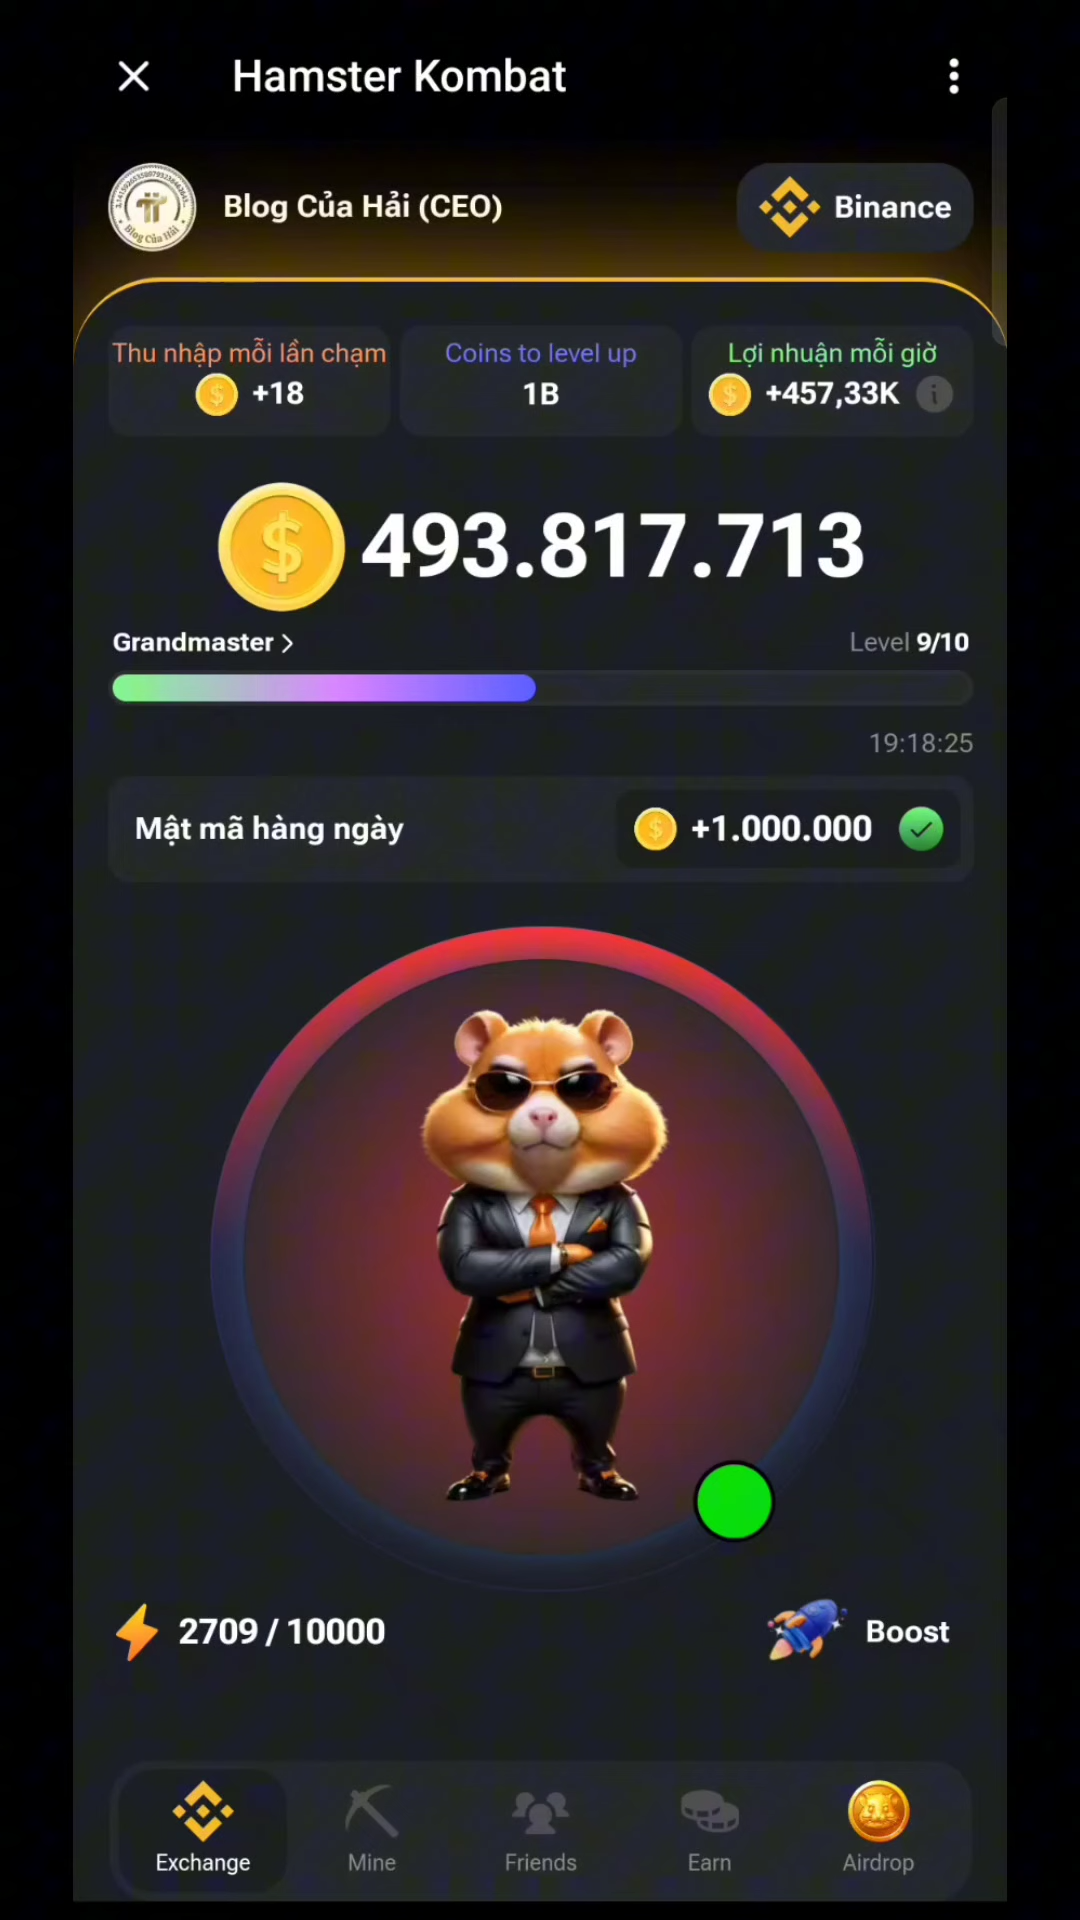 Hamster Kombat
Blog Của Hải (CEO)
Binance
Thu nhập mỗi lần chạm
+18
Coins to level up
1B
Lợi nhuận mỗi giờ
+457,33K
493.817.713
Grandmaster >
Level 9/10
19:18:25
Mật mã hàng ngày
+1.000.000
2709 / 10000
Boost
Exchange
Mine
Friends
Earn
Airdrop